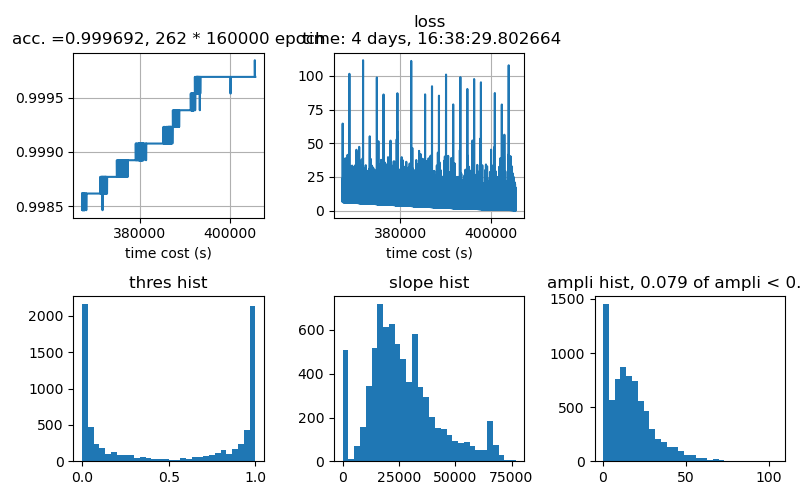 acc. =0.999692, 262 * 160000 epoch
0.9995
0.9990
0.9985
380000 400000
time cost (s)
loss
time: 4 days, 16:38:29.802664
100
75
50
25
0
380000 400000
time cost (s)
thres hist
2000
1500
1000
500
0
0.0 0.5 1.0
slope hist
600
400
200
0
0 25000 50000 75000
ampli hist, 0.079 of ampli < 0.
1500
1000
500
0
0 50 100